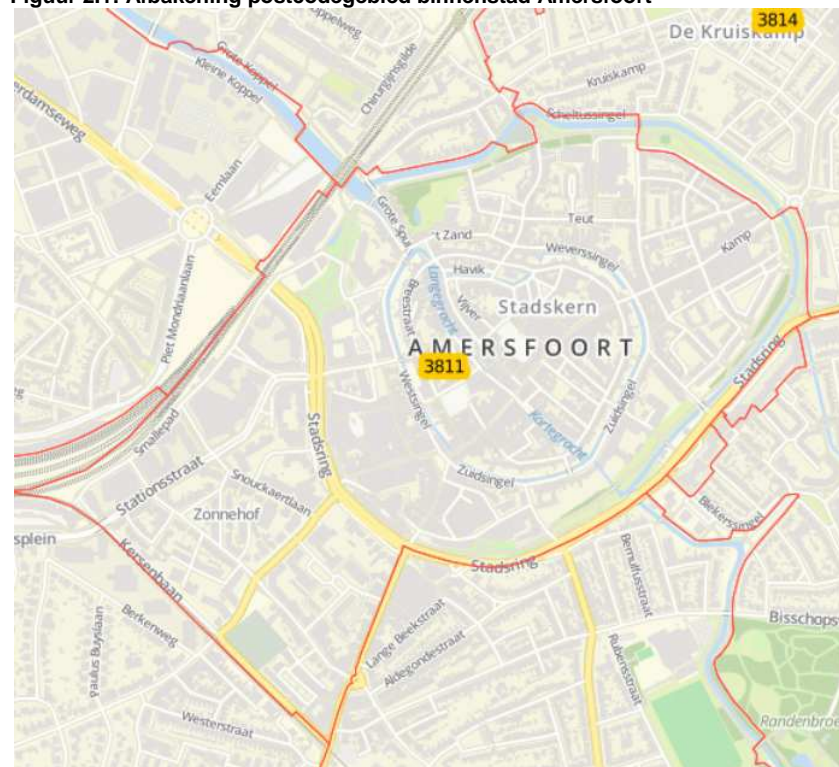 Figuur 2.1: Afbakening postcodegebied binnenstad Amersfoort
3814
De Kruiskamp
Kruiskamp
Chirurgijnsgilde
Grote Koppel
Kleine Koppel
Scheltussingel
Eemlaan
Teut
Grote Spui
't Zand
Weverssingel
Kamp
Havik
Langegracht
Vijver
Breestraat
Stadskern
AMERSFOORT
3811
Piet Mondriaanlaan
Stadsring
Westsingel
Zuidsingel
Stadsring
Kortegracht
Smallepad
Stationsstraat
Snouckaertlaan
Zuidsingel
Zonnehof
splein
Blekerssingel
Kersenbaan
Stadsring
Bernulfusstraat
Berkenweg
Lange Beekstraat
Bisschops
Aldegondestraat
Rubensstraat
Paulus Buyslaan
Westerstraat
Randenbroe